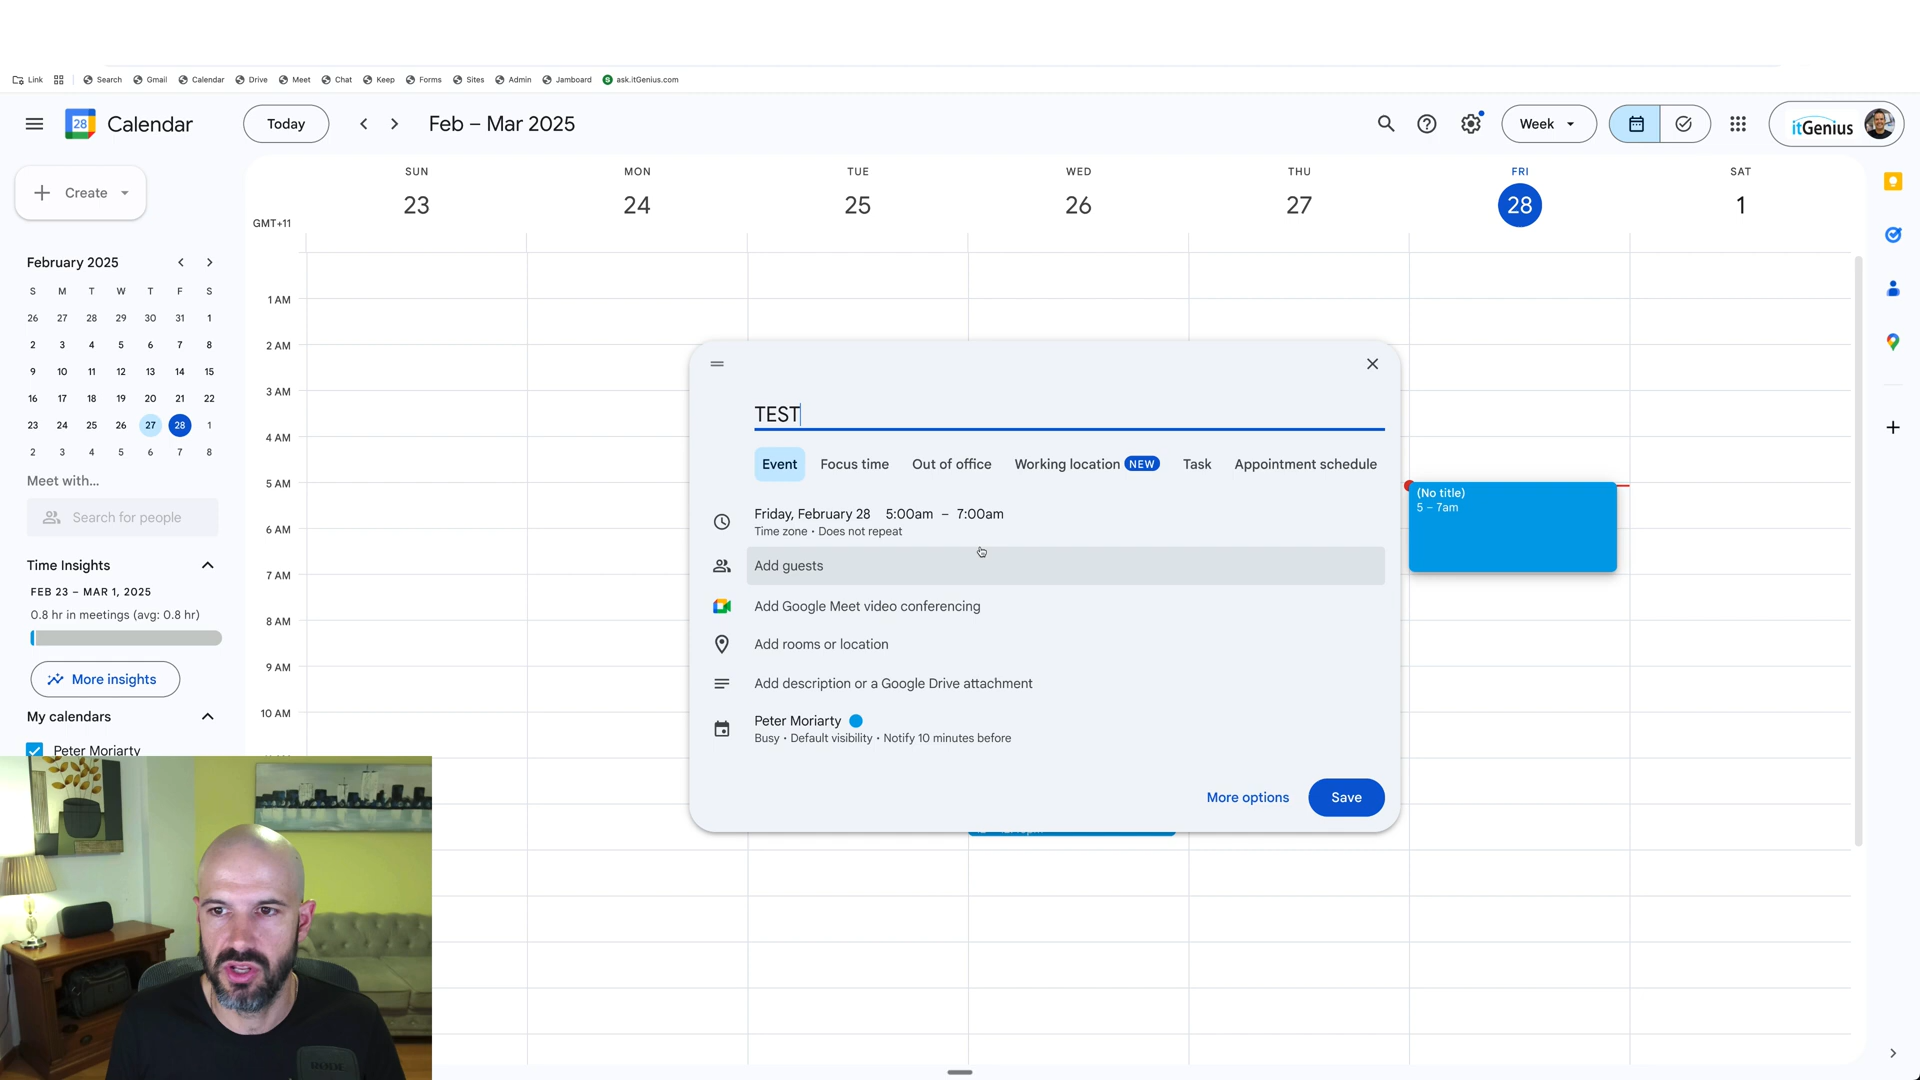 Link Search Gmail Calendar Drive Meet Chat Keep Forms Sites Admin Jamboard S ask.itGenius.com
28 Calendar Today Feb – Mar 2025 Week itGenius
Create
SUN MON TUE WED THU FRI SAT
23 24 25 26 27 28 1
GMT+11
February 2025
S M T W T F S
26 27 28 29 30 31 1
2 3 4 5 6 7 8
9 10 11 12 13 14 15
16 17 18 19 20 21 22
23 24 25 26 27 28 1
2 3 4 5 6 7 8
Meet with...
Search for people
Time Insights
FEB 23 – MAR 1, 2025
0.8 hr in meetings (avg: 0.8 hr)
More insights
My calendars
Peter Moriarty
1 AM
2 AM
3 AM
4 AM
5 AM
6 AM
7 AM
8 AM
9 AM
10 AM
TEST
Event Focus time Out of office Working location NEW Task Appointment schedule
Friday, February 28 5:00am – 7:00am
Time zone • Does not repeat
Add guests
Add Google Meet video conferencing
Add rooms or location
Add description or a Google Drive attachment
Peter Moriarty
Busy • Default visibility • Notify 10 minutes before
More options Save
(No title)
5 – 7am
RODE